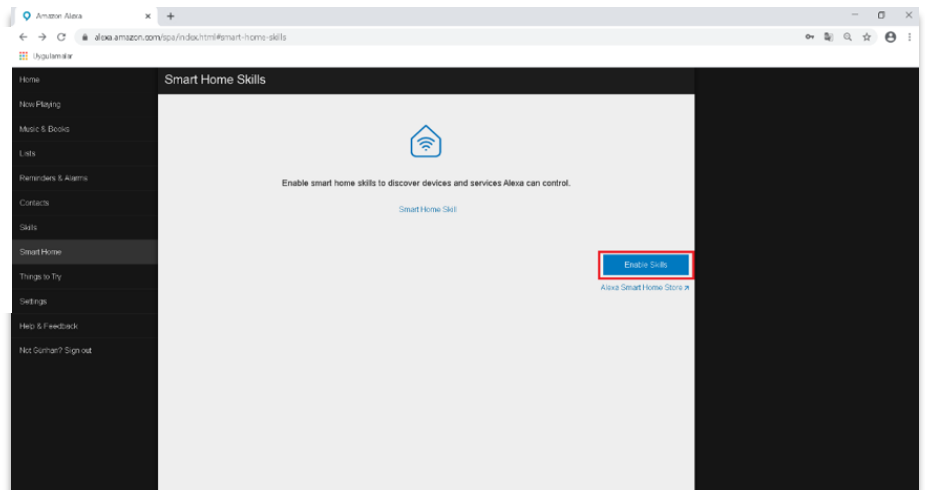 Amazon Alexa
alexa.amazon.com/spa/index.html#smart-home-skills
Uygulamalar
Home
Smart Home Skills
Now Playing
Music & Books
Lists
Reminders & Alarms
Contacts
Skills
Smart Home
Things to Try
Settings
Help & Feedback
Not Gürhan? Sign out
Enable smart home skills to discover devices and services Alexa can control.
Smart Home Skill
Enable Skills
Alexa Smart Home Store